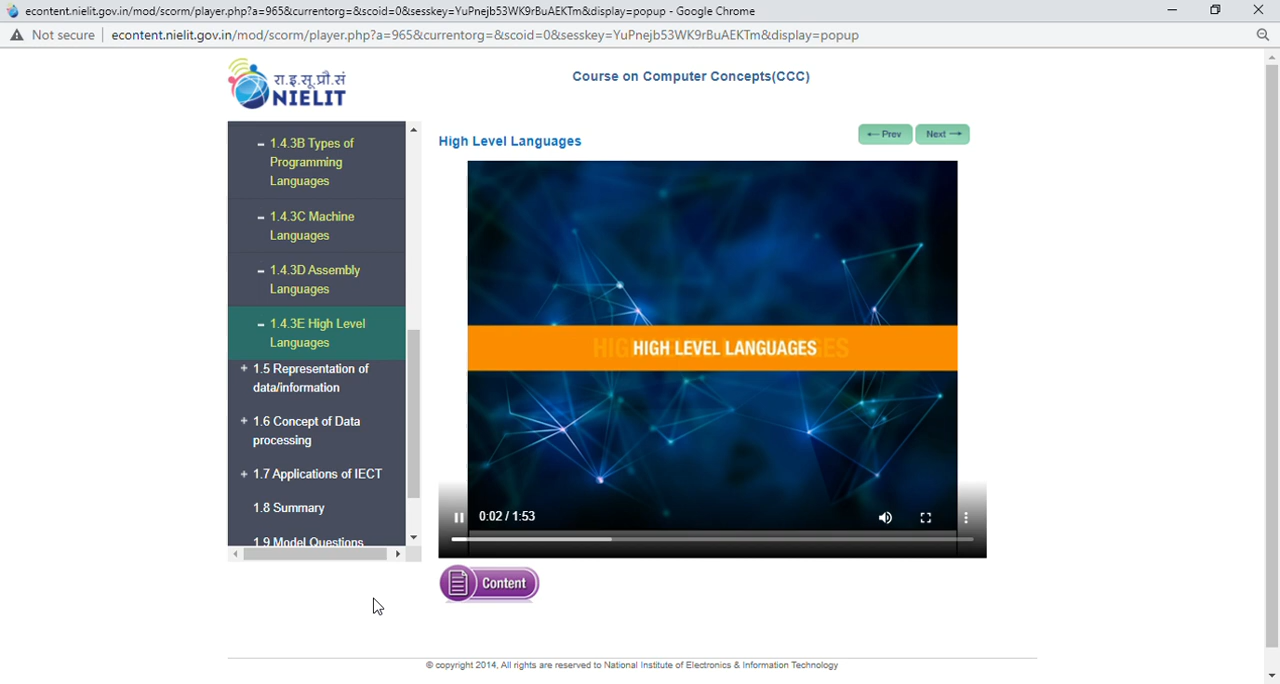 econtent.nielit.gov.in/mod/scorm/player.php?a=965&currentorg=&scoid=0&sesskey=YuPnejb53WK9rBuAEKTm&display=popup - Google Chrome
Not secure econtent.nielit.gov.in/mod/scorm/player.php?a=965&currentorg=&scoid=0&sesskey=YuPnejb53WK9rBuAEKTm&display=popup
रा.इ.सू.प्रौ.सं
NIELIT
Course on Computer Concepts(CCC)
1.4.3B Types of
Programming
Languages
1.4.3C Machine
Languages
1.4.3D Assembly
Languages
1.4.3E High Level
Languages
1.5 Representation of
data/information
1.6 Concept of Data
processing
1.7 Applications of IECT
1.8 Summary
1.9 Model Questions
High Level Languages
← Prev Next →
HIGH LEVEL LANGUAGES
0:02 / 1:53
Content
© copyright 2014, All rights are reserved to National Institute of Electronics & Information Technology